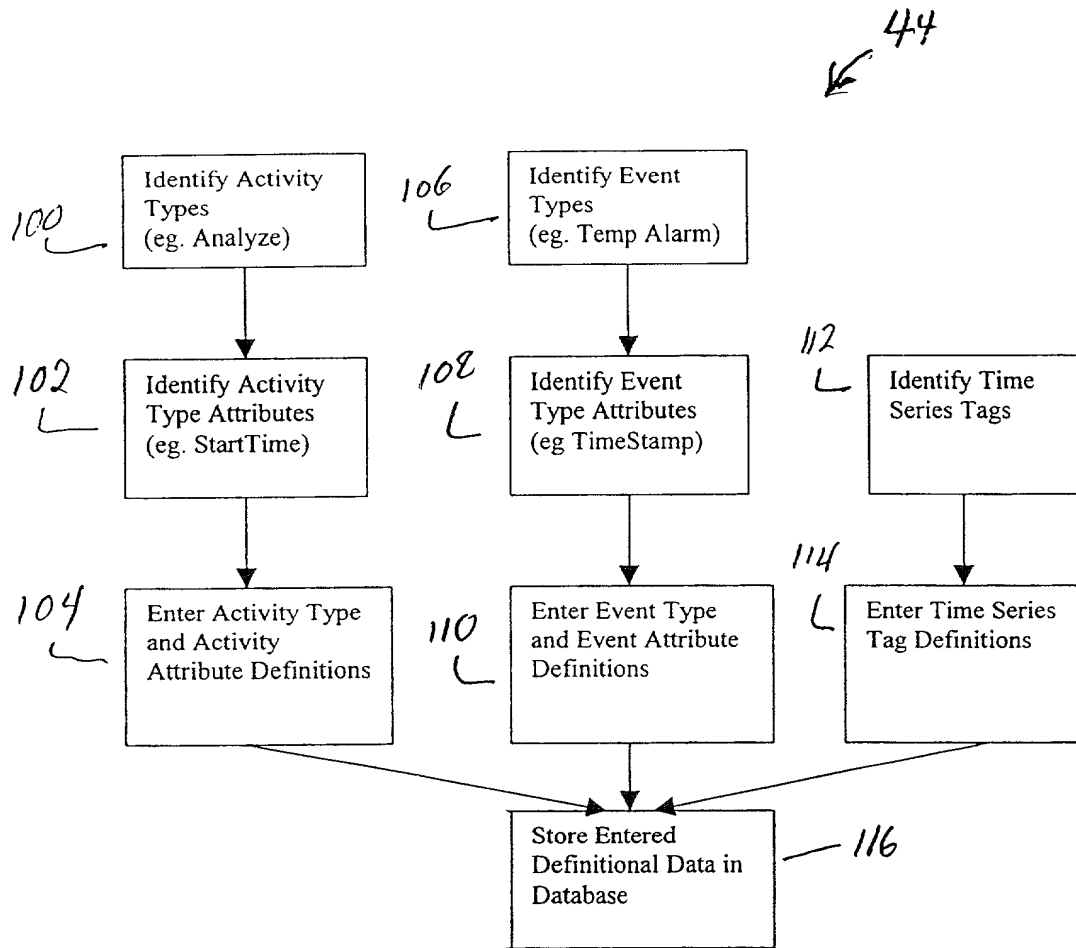 44
Identify Activity
Types
(eg. Analyze)
100
Identify Event
Types
(eg. Temp Alarm)
106
Identify Activity
Type Attributes
(eg. StartTime)
102
Identify Event
Type Attributes
(eg TimeStamp)
108
Identify Time
Series Tags
112
Enter Activity Type
and Activity
Attribute Definitions
104
Enter Event Type
and Event Attribute
Definitions
110
Enter Time Series
Tag Definitions
114
Store Entered
Definitional Data in
Database
116